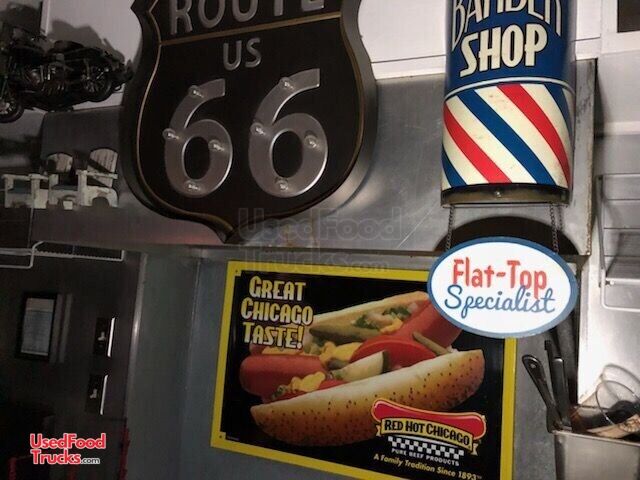 ROUTE
US
66
BARBER
SHOP
Flat-Top
Specialist
GREAT
CHICAGO
TASTE!
RED HOT CHICAGO
PURE BEEF PRODUCTS
A Family Tradition Since 1893
UsedFood
Trucks.com
UsedFood
Trucks.com